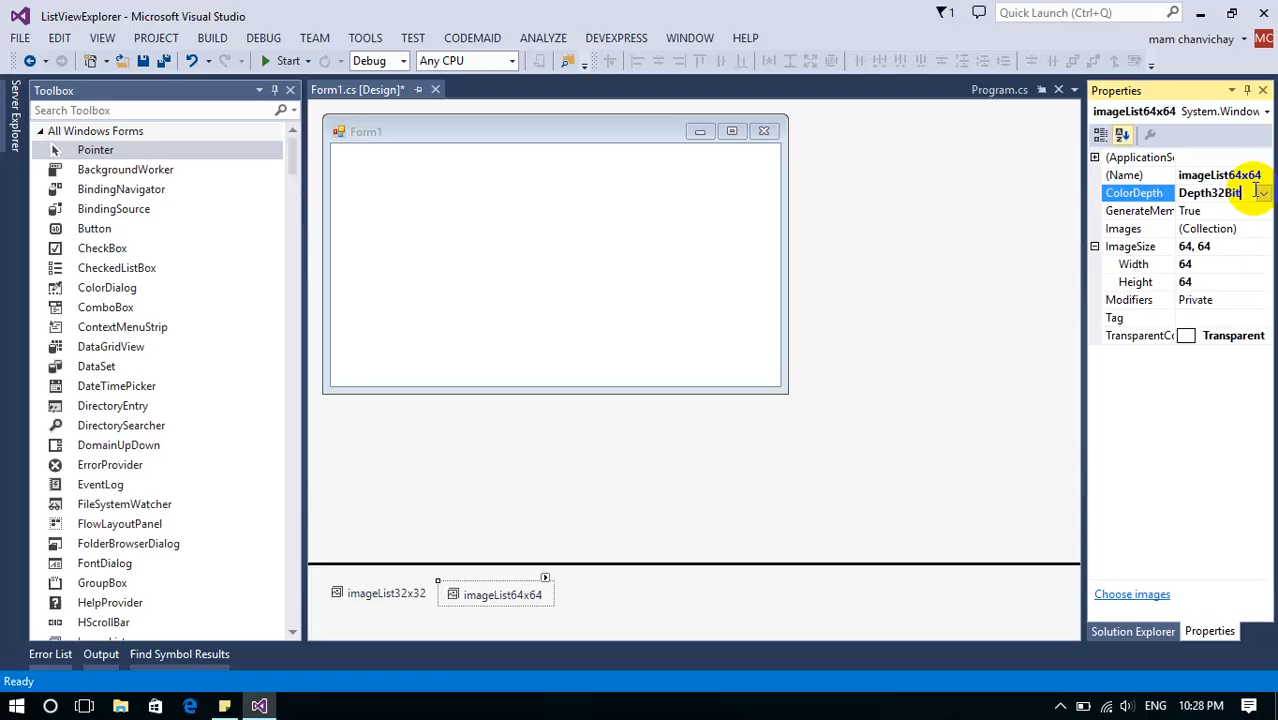 ListViewExplorer - Microsoft Visual Studio
1
Quick Launch (Ctrl+Q)
FILE EDIT VIEW PROJECT BUILD DEBUG TEAM TOOLS TEST CODEMAID ANALYZE DEVEXPRESS WINDOW HELP
mam chanvichay MC
Start Debug Any CPU
Server Explorer
Toolbox
Search Toolbox
All Windows Forms
Pointer
BackgroundWorker
BindingNavigator
BindingSource
Button
CheckBox
CheckedListBox
ColorDialog
ComboBox
ContextMenuStrip
DataGridView
DataSet
DateTimePicker
DirectoryEntry
DirectorySearcher
DomainUpDown
ErrorProvider
EventLog
FileSystemWatcher
FlowLayoutPanel
FolderBrowserDialog
FontDialog
GroupBox
HelpProvider
HScrollBar
Form1.cs [Design]*
Program.cs
Form1
imageList32x32
imageList64x64
Properties
imageList64x64 System.Window
(ApplicationSe
(Name) imageList64x64
ColorDepth Depth32Bit
GenerateMem True
Images (Collection)
ImageSize 64, 64
Width 64
Height 64
Modifiers Private
Tag
TransparentCo Transparent
Choose images
Solution Explorer Properties
Error List Output Find Symbol Results
Ready
ENG 10:28 PM